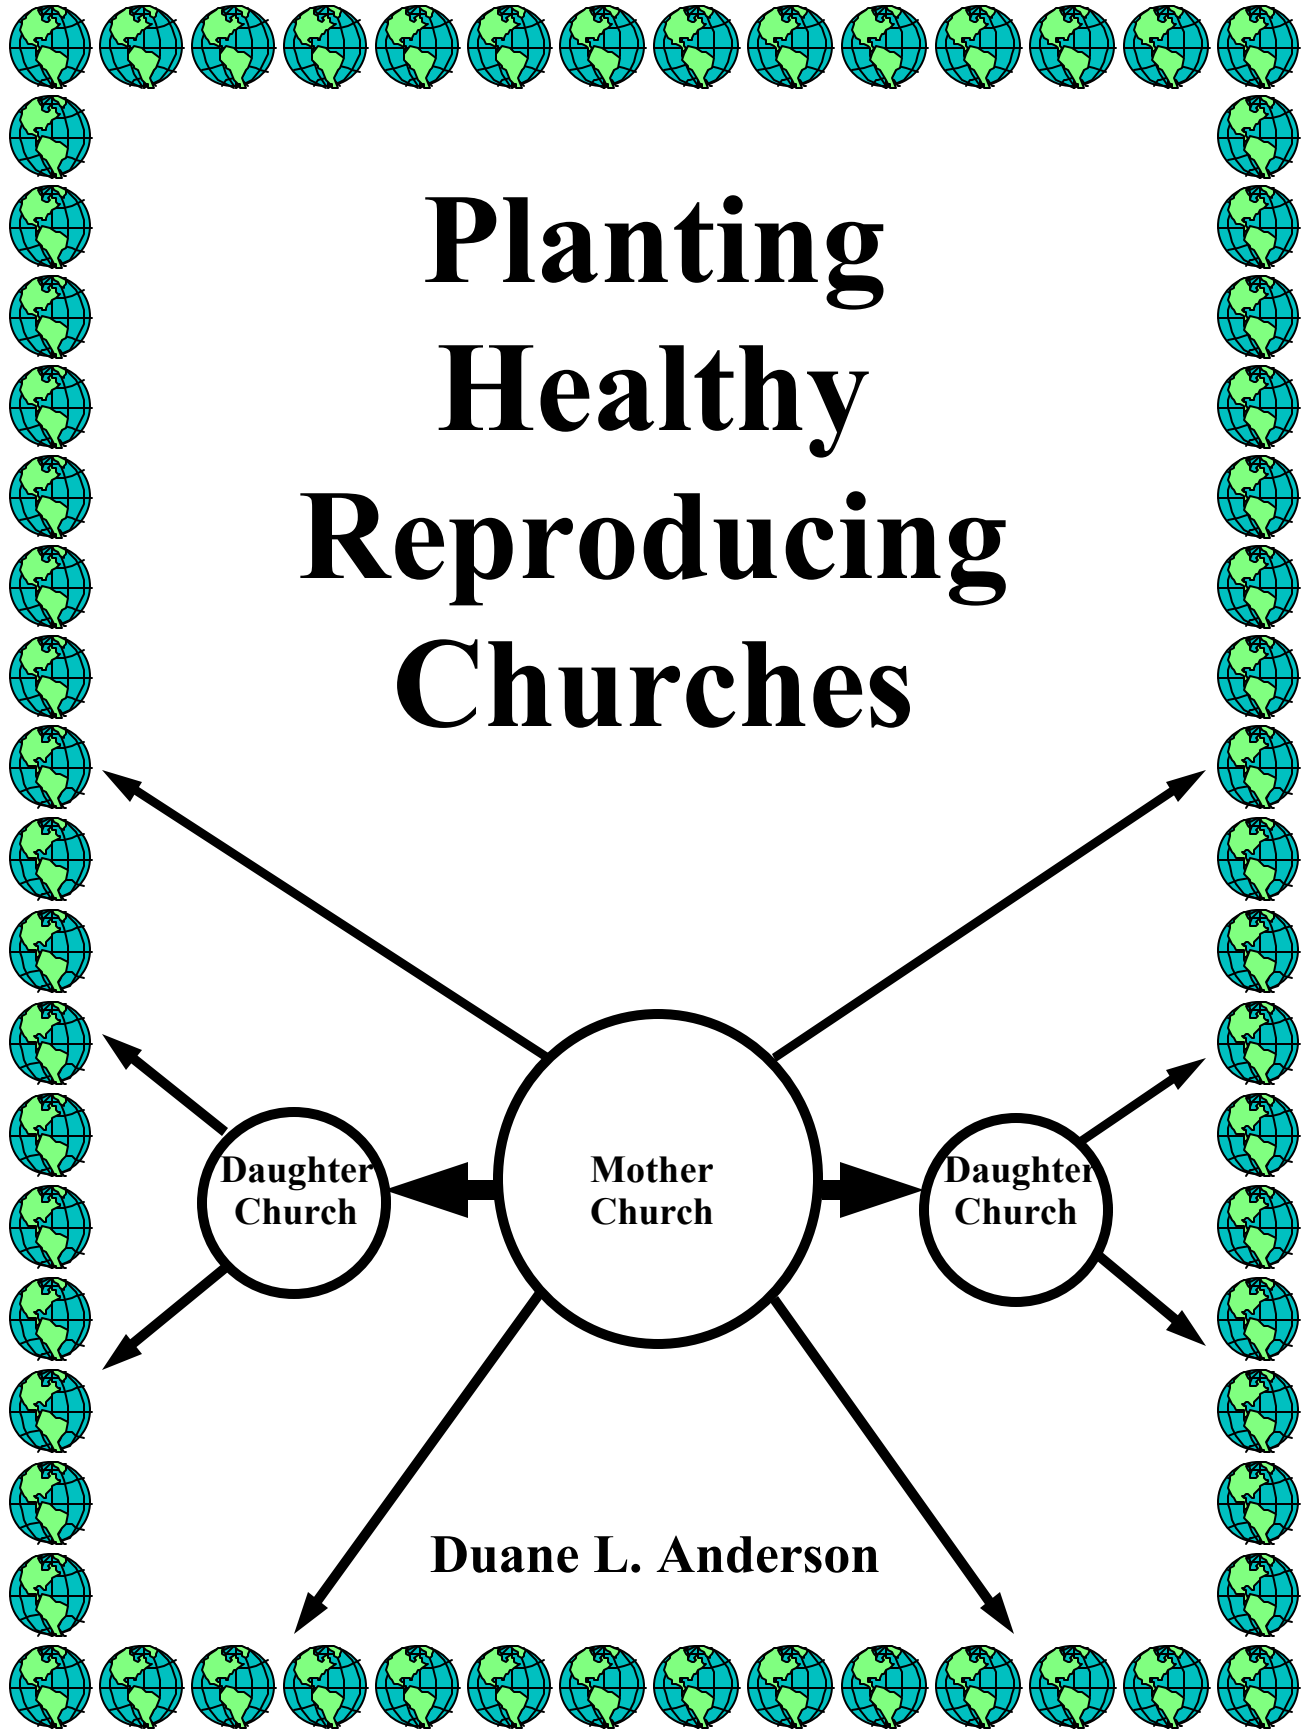 Planting
Healthy
Reproducing
Churches
Daughter
Church
Mother
Church
Daughter
Church
Duane L. Anderson